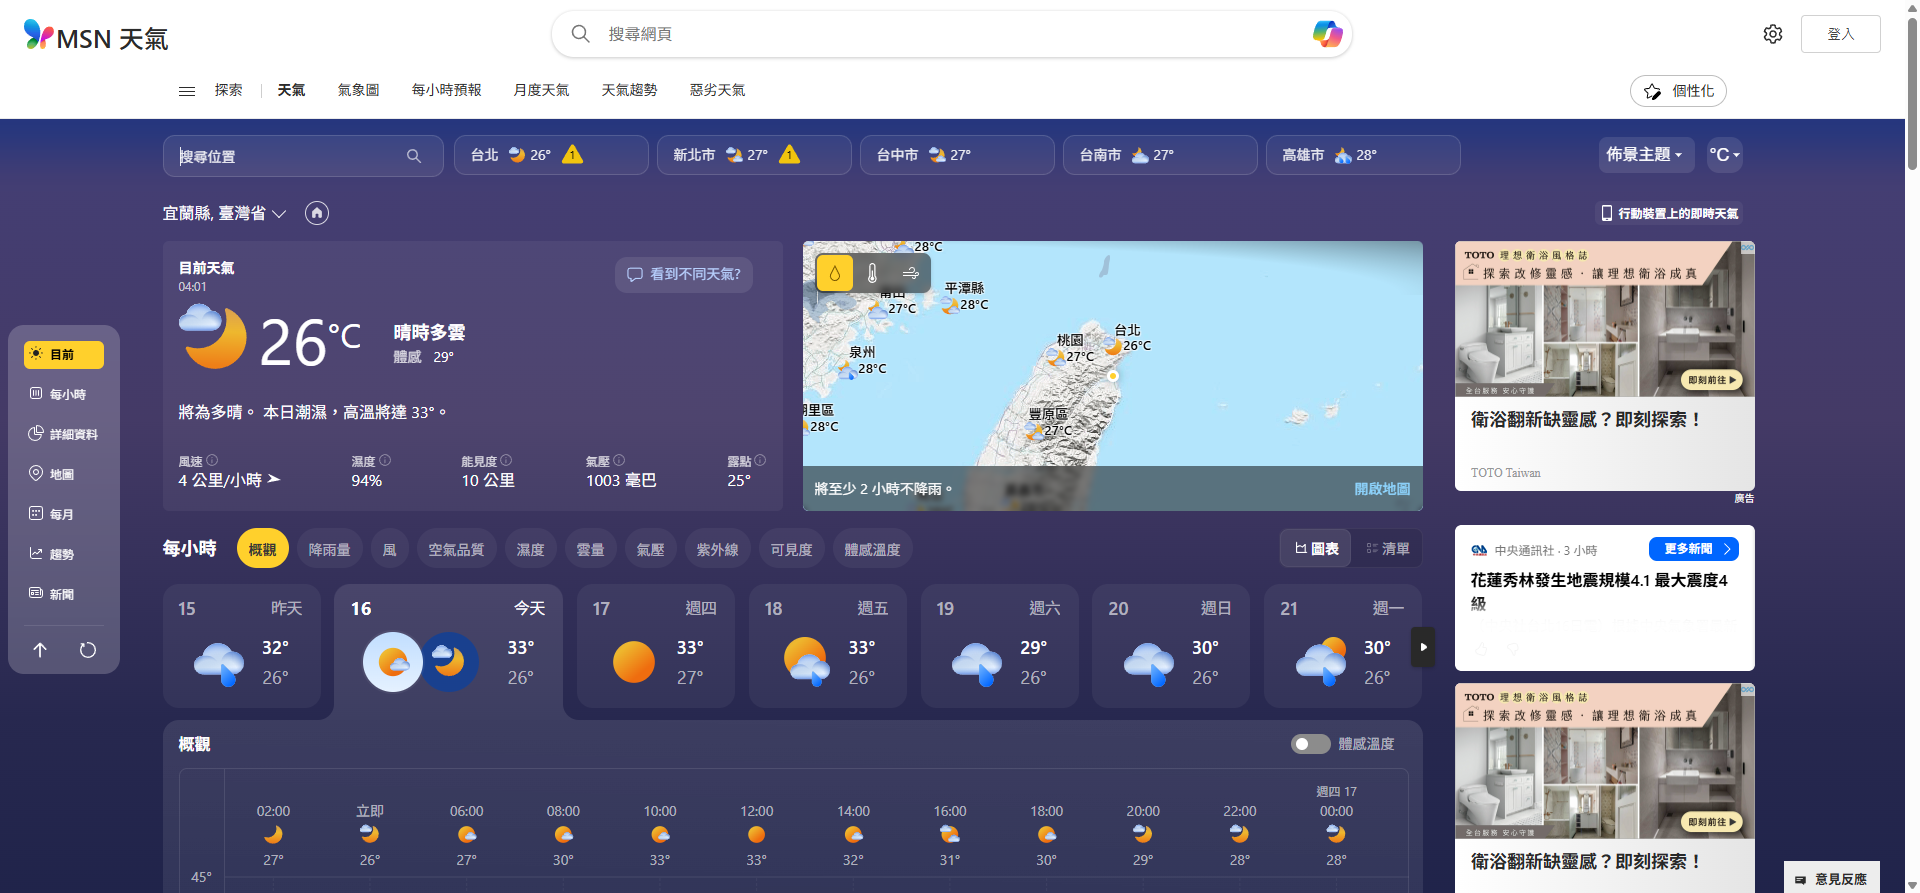 MSN 天氣
搜尋網頁
登入
探索
天氣
氣象圖
每小時預報
月度天氣
天氣趨勢
惡劣天氣
個性化
搜尋位置
台北 26° 1
新北市 27° 1
台中市 27°
台南市 27°
高雄市 28°
佈景主題
°C
宜蘭縣, 臺灣省
行動裝置上的即時天氣
目前
每小時
詳細資料
地圖
每月
趨勢
新聞
目前天氣
04:01
看到不同天氣?
26°C
晴時多雲
體感 29°
將為多晴。 本日潮濕，高溫將達 33°。
風速
4 公里/小時
濕度
94%
能見度
10 公里
氣壓
1003 毫巴
露點
25°
28°C
平潭縣
28°C
27°C
泉州
28°C
28°C
桃園
27°C
台北
26°C
豐原區
27°C
將至少 2 小時不降雨。
開啟地圖
TOTO 理想衛浴風格誌
探索改修靈感．讓理想衛浴成真
全台服務 安心守護
即刻前往
衛浴翻新缺靈感？即刻探索！
TOTO Taiwan
廣告
中央通訊社 · 3 小時
更多新聞
花蓮秀林發生地震規模4.1 最大震度4
級
每小時
概觀
降雨量
風
空氣品質
濕度
雲量
氣壓
紫外線
可見度
體感溫度
圖表
清單
15 昨天
32°
26°
16 今天
33°
26°
17 週四
33°
27°
18 週五
33°
26°
19 週六
29°
26°
20 週日
30°
26°
21 週一
30°
26°
概觀
體感溫度
週四 17
02:00 立即 06:00 08:00 10:00 12:00 14:00 16:00 18:00 20:00 22:00 00:00
27° 26° 27° 30° 33° 33° 32° 31° 30° 29° 28° 28°
45°
TOTO 理想衛浴風格誌
探索改修靈感．讓理想衛浴成真
全台服務 安心守護
即刻前往
衛浴翻新缺靈感？即刻探索！
意見反應